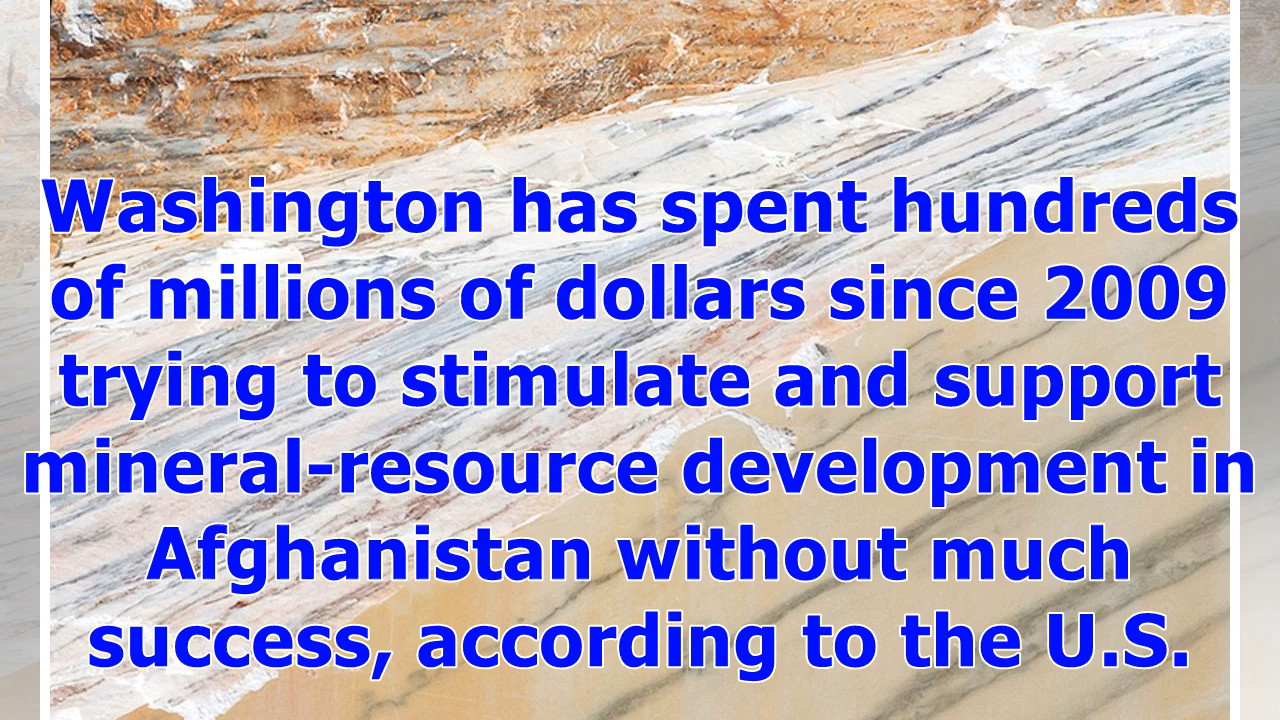 Washington has spent hundreds
of millions of dollars since 2009
trying to stimulate and support
mineral-resource development in
Afghanistan without much
success, according to the U.S.